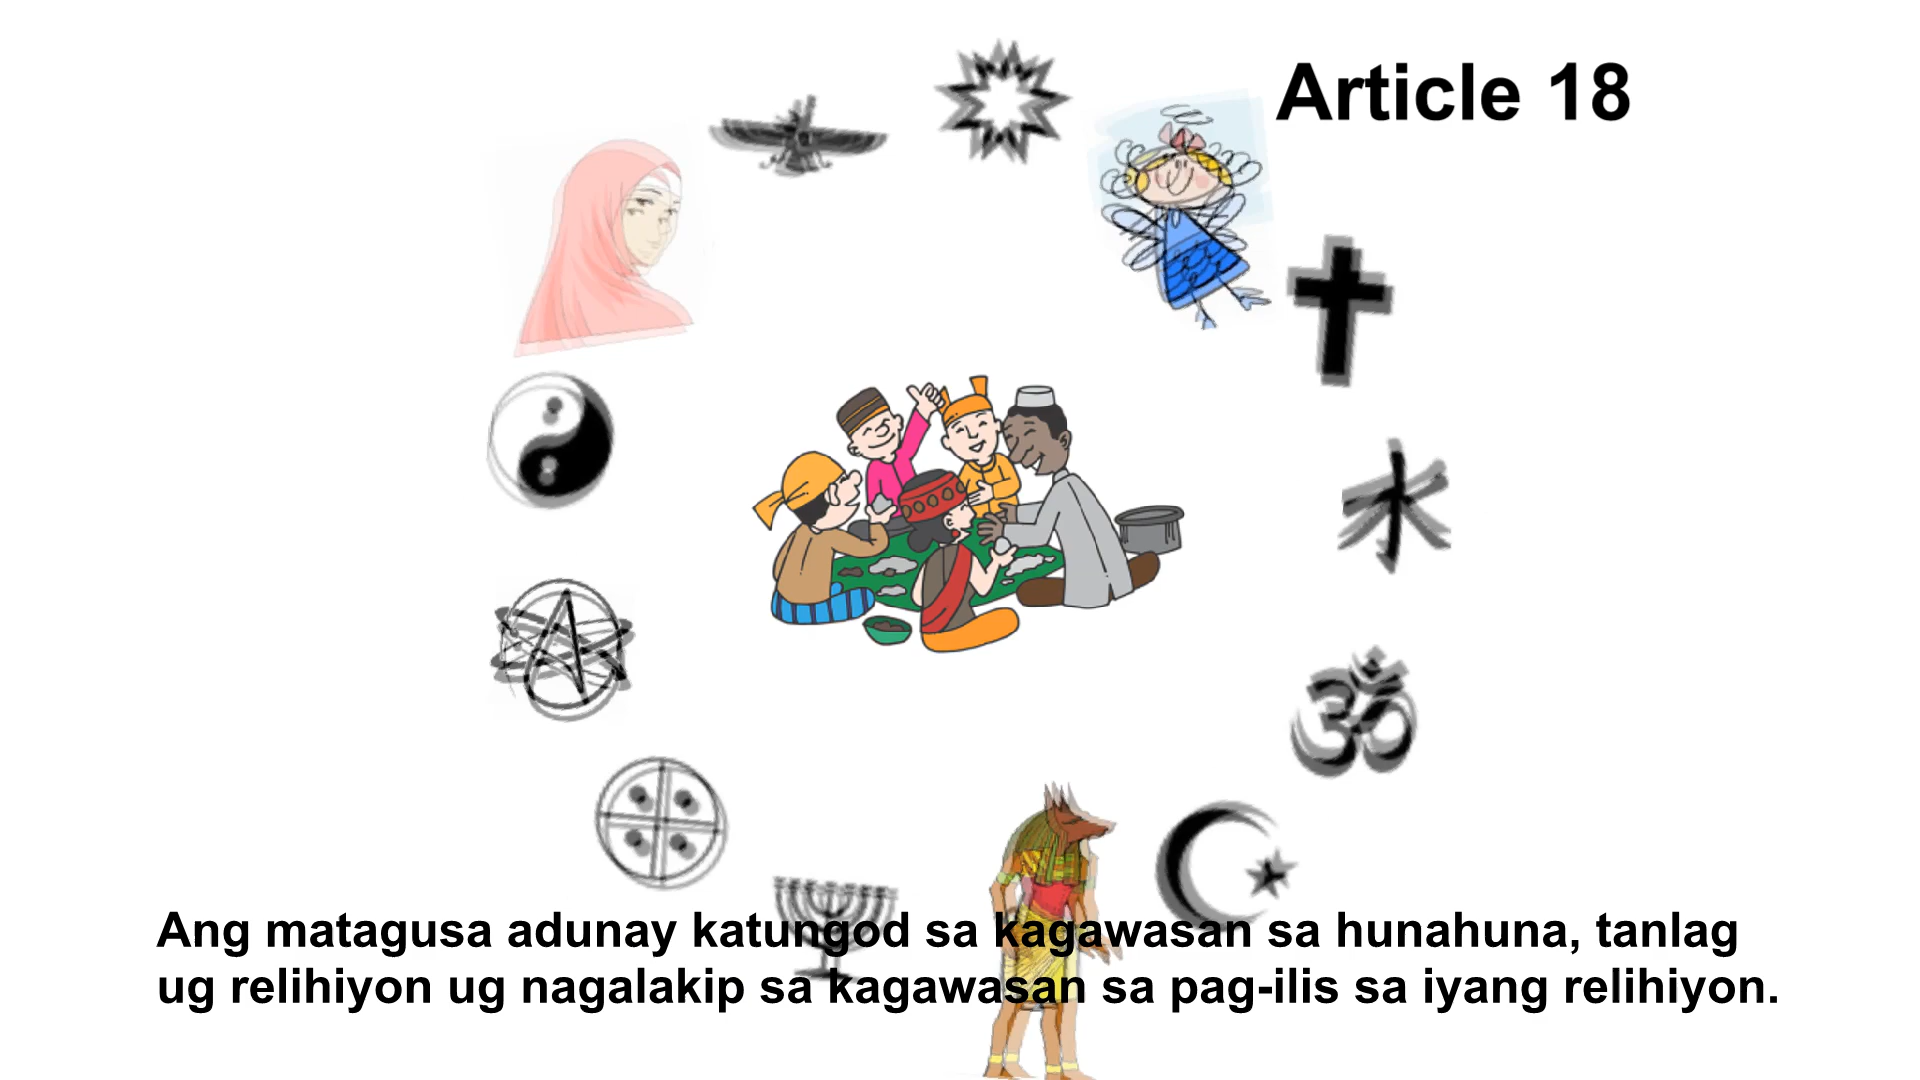 Article 18
Ang matagusa adunay katungod sa kagawasan sa hunahuna, tanlag
ug relihiyon ug nagalakip sa kagawasan sa pag-ilis sa iyang relihiyon.